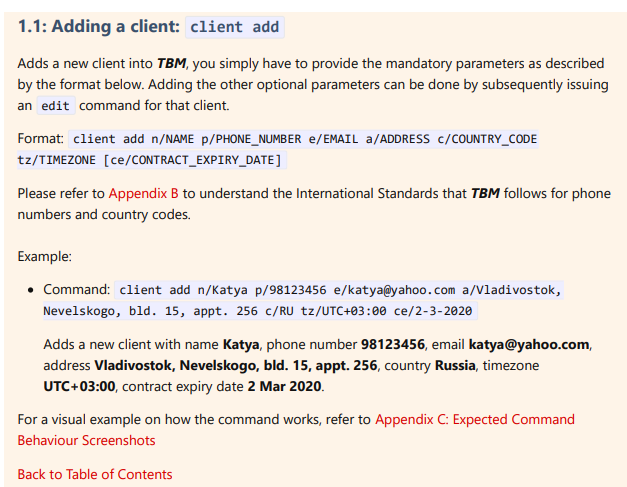 1.1: Adding a client: client add
Adds a new client into TBM, you simply have to provide the mandatory parameters as described
by the format below. Adding the other optional parameters can be done by subsequently issuing
an edit command for that client.
Format: client add n/NAME p/PHONE_NUMBER e/EMAIL a/ADDRESS c/COUNTRY_CODE
tz/TIMEZONE [ce/CONTRACT_EXPIRY_DATE]
Please refer to Appendix B to understand the International Standards that TBM follows for phone
numbers and country codes.
Example:
• Command: client add n/Katya p/98123456 e/katya@yahoo.com a/Vladivostok,
Nevelskogo, bld. 15, appt. 256 c/RU tz/UTC+03:00 ce/2-3-2020
Adds a new client with name Katya, phone number 98123456, email katya@yahoo.com,
address Vladivostok, Nevelskogo, bld. 15, appt. 256, country Russia, timezone
UTC+03:00, contract expiry date 2 Mar 2020.
For a visual example on how the command works, refer to Appendix C: Expected Command
Behaviour Screenshots
Back to Table of Contents